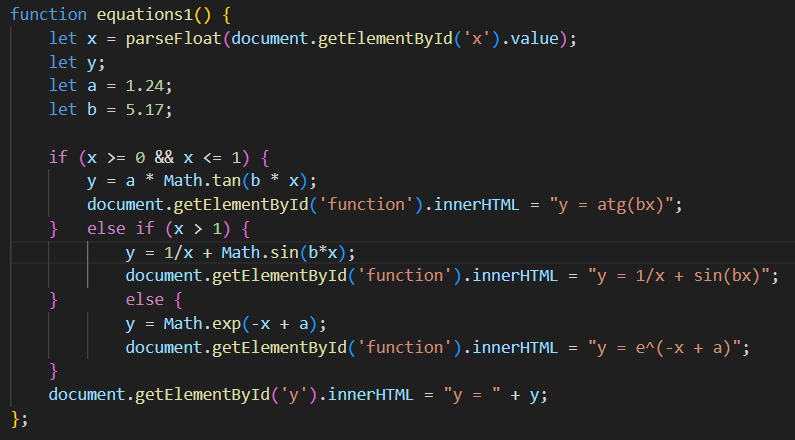 function equations1() {
    let x = parseFloat(document.getElementById('x').value);
    let y;
    let a = 1.24;
    let b = 5.17;

    if (x >= 0 && x <= 1) {
        y = a * Math.tan(b * x);
        document.getElementById('function').innerHTML = "y = atg(bx)";
    }   else if (x > 1) {
            y = 1/x + Math.sin(b*x);
            document.getElementById('function').innerHTML = "y = 1/x + sin(bx)";
    }       else {
            y = Math.exp(-x + a);
            document.getElementById('function').innerHTML = "y = e^(-x + a)";
    }
    document.getElementById('y').innerHTML = "y = " + y;
};